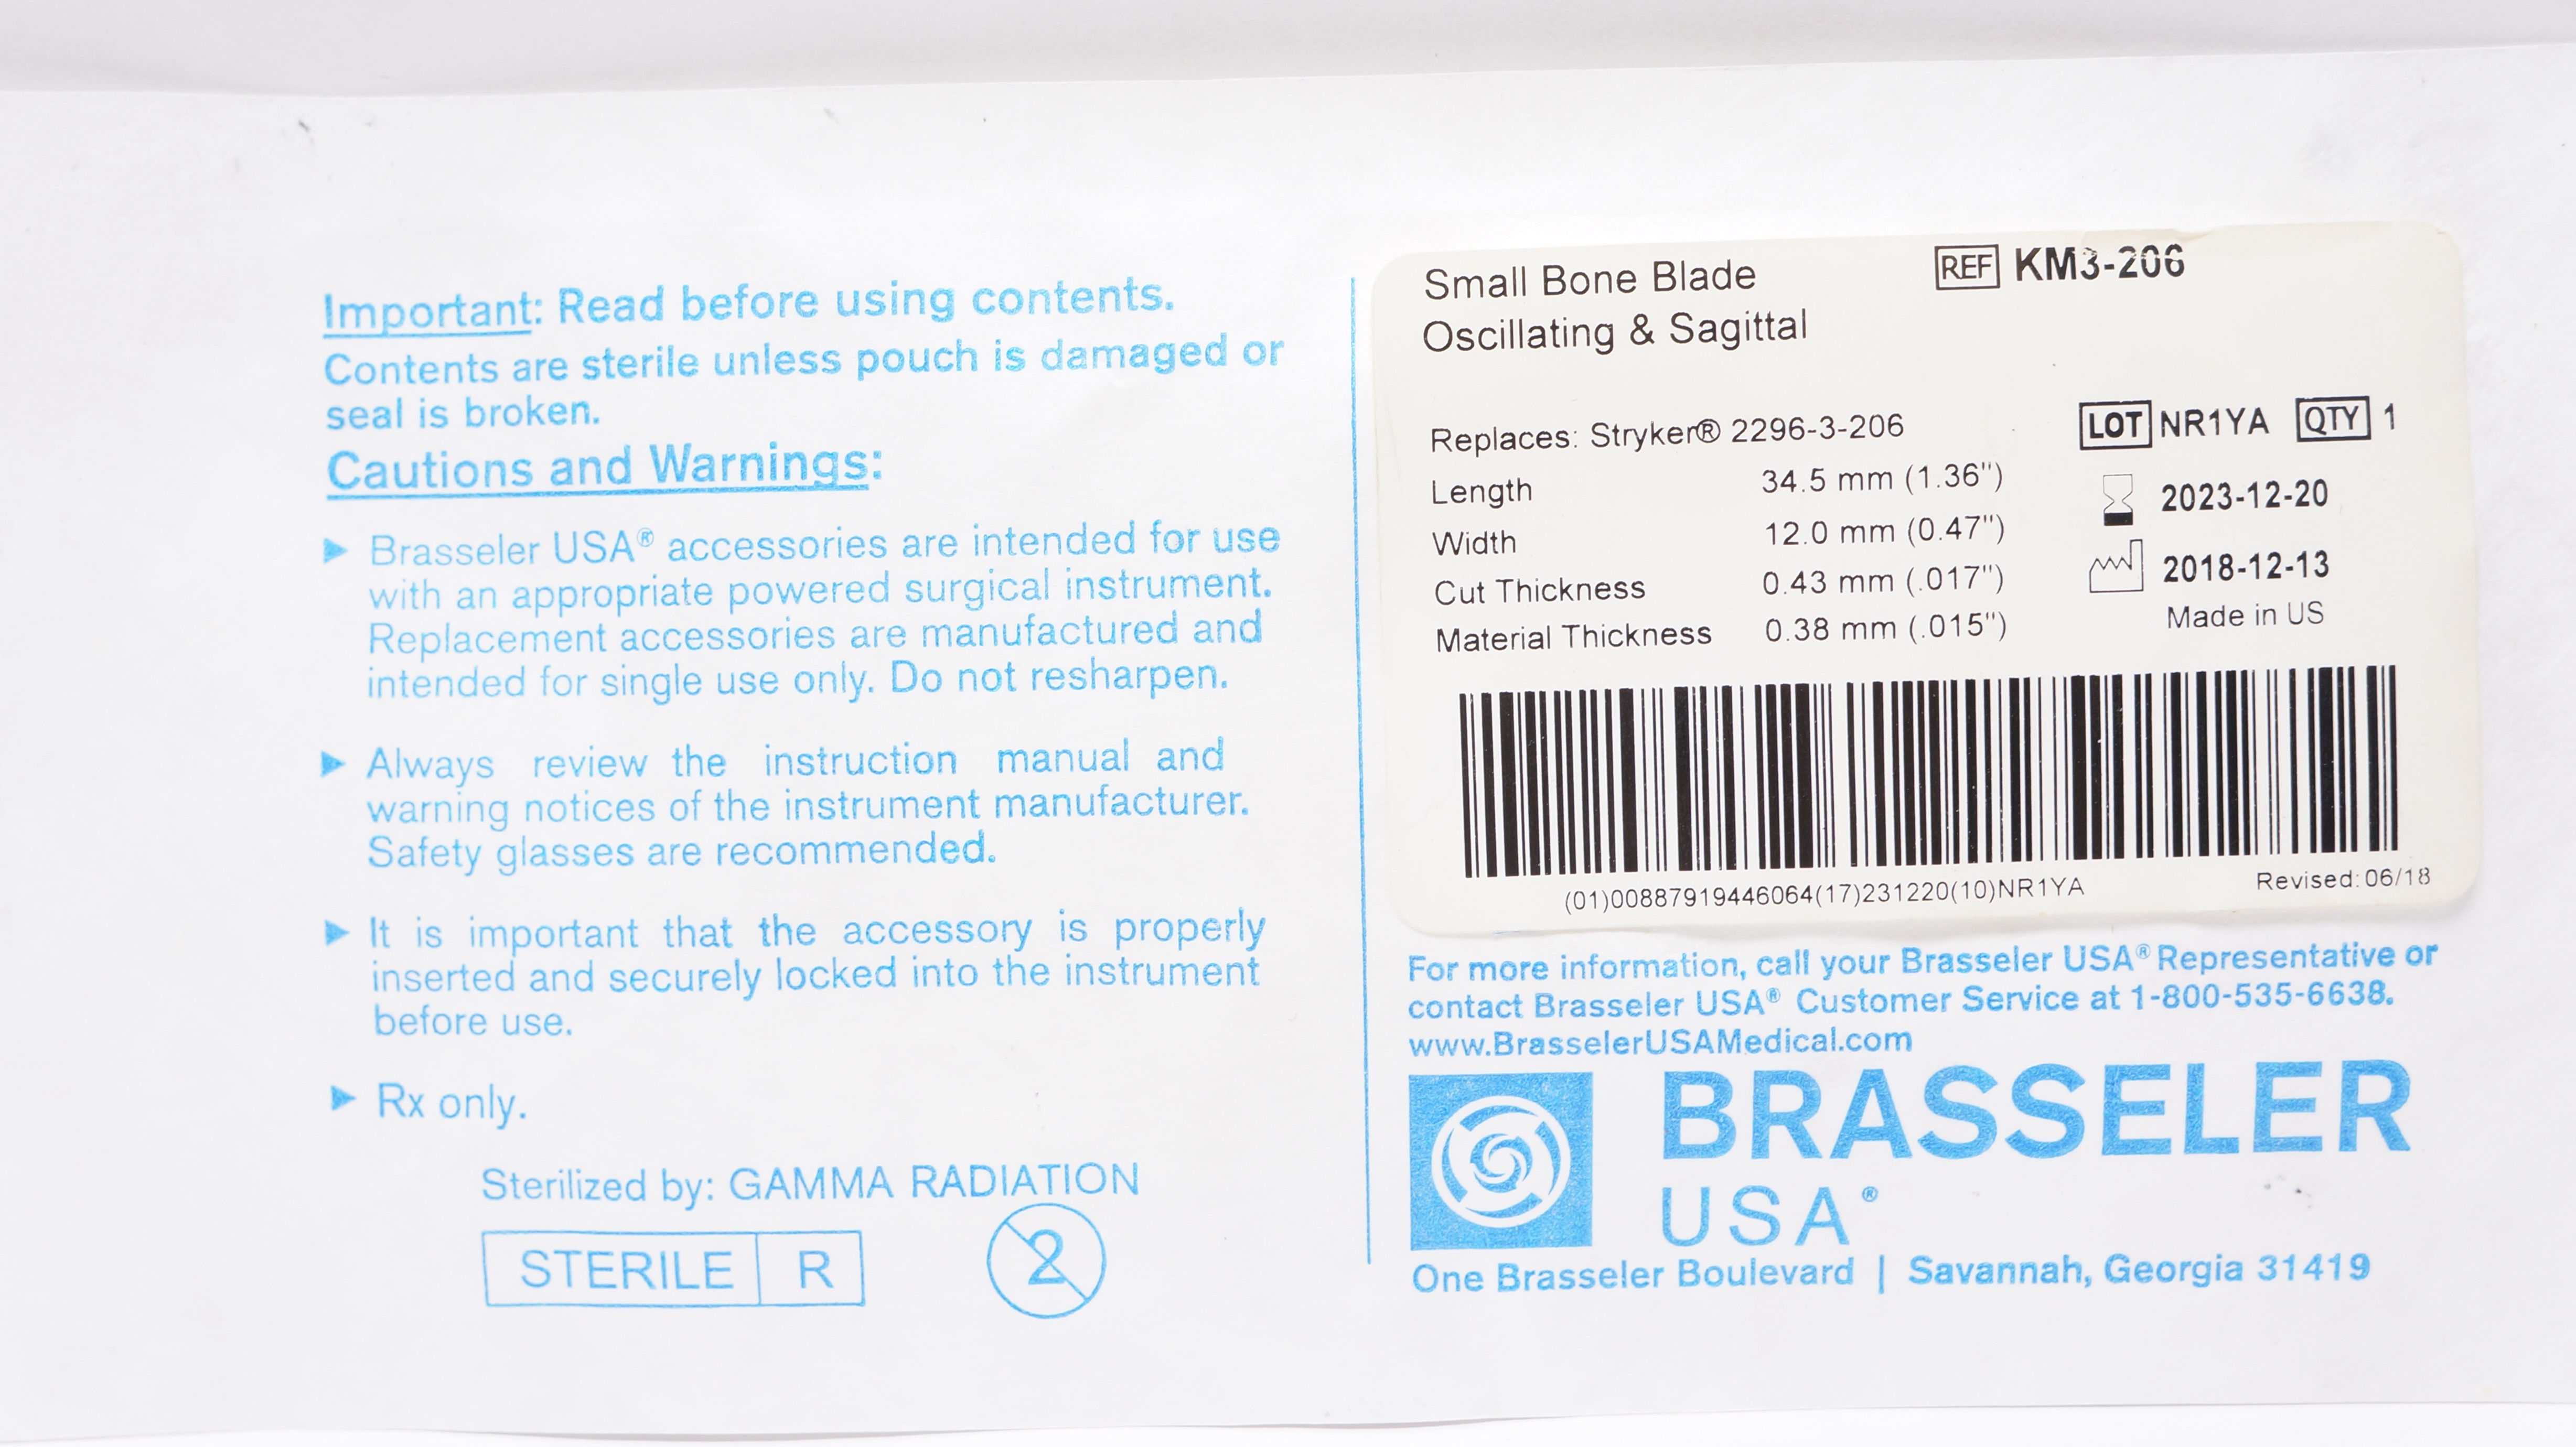 Important: Read before using contents.
Contents are sterile unless pouch is damaged or
seal is broken.
Cautions and Warnings:
Brasseler USA® accessories are intended for use
with an appropriate powered surgical instrument.
Replacement accessories are manufactured and
intended for single use only. Do not resharpen.
Always review the instruction manual and
warning notices of the instrument manufacturer.
Safety glasses are recommended.
It is important that the accessory is properly
inserted and securely locked into the instrument
before use.
Rx only.
Sterilized by: GAMMA RADIATION
STERILE R
2
Small Bone Blade
Oscillating & Sagittal
REF KM3-206
Replaces: Stryker® 2296-3-206
Length 34.5 mm (1.36")
Width 12.0 mm (0.47")
Cut Thickness 0.43 mm (.017")
Material Thickness 0.38 mm (.015")
LOT NR1YA QTY 1
2023-12-20
2018-12-13
Made in US
(01)00887919446064(17)231220(10)NR1YA
Revised: 06/18
For more information, call your Brasseler USA® Representative or
contact Brasseler USA® Customer Service at 1-800-535-6638.
www.BrasselerUSAMedical.com
BRASSELER
USA®
One Brasseler Boulevard | Savannah, Georgia 31419